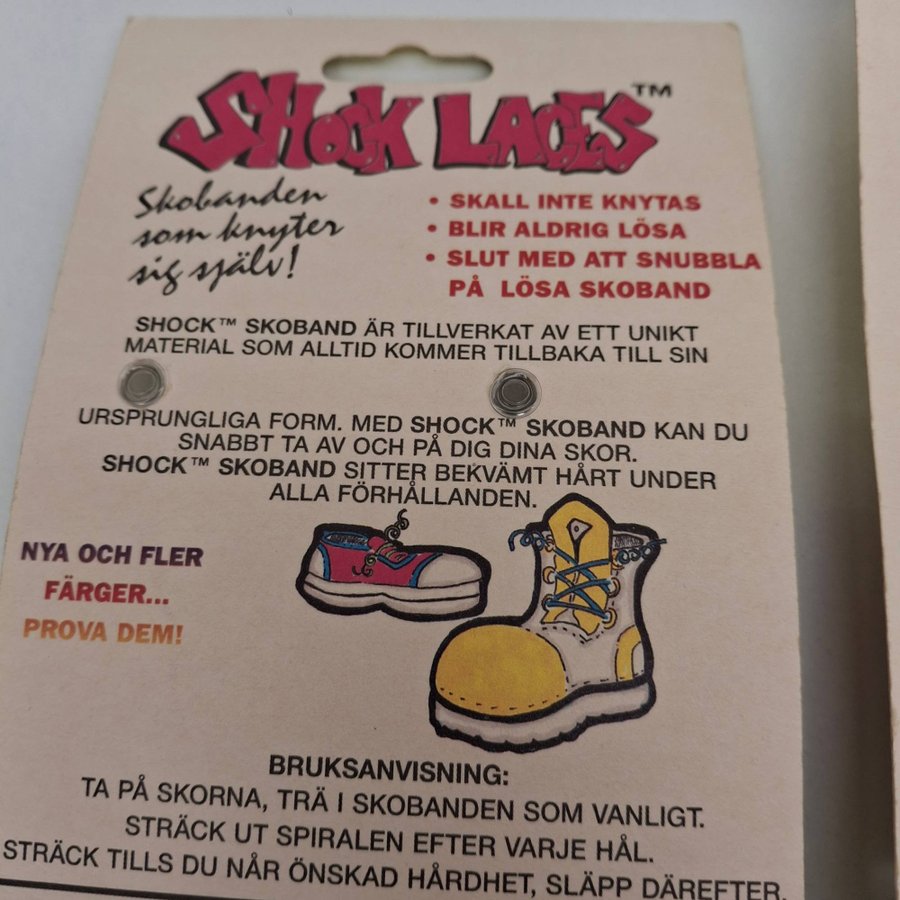 SHOCK LACES™
Skobanden
som knyter
sig själv!
• SKALL INTE KNYTAS
• BLIR ALDRIG LÖSA
• SLUT MED ATT SNUBBLA
PÅ LÖSA SKOBAND
SHOCK™ SKOBAND ÄR TILLVERKAT AV ETT UNIKT
MATERIAL SOM ALLTID KOMMER TILLBAKA TILL SIN
URSPRUNGLIGA FORM. MED SHOCK™ SKOBAND KAN DU
SNABBT TA AV OCH PÅ DIG DINA SKOR.
SHOCK™ SKOBAND SITTER BEKVÄMT HÅRT UNDER
ALLA FÖRHÅLLANDEN.
NYA OCH FLER
FÄRGER...
PROVA DEM!
BRUKSANVISNING:
TA PÅ SKORNA, TRÄ I SKOBANDEN SOM VANLIGT.
STRÄCK UT SPIRALEN EFTER VARJE HÅL.
STRÄCK TILLS DU NÅR ÖNSKAD HÅRDHET, SLÄPP DÄREFTER.